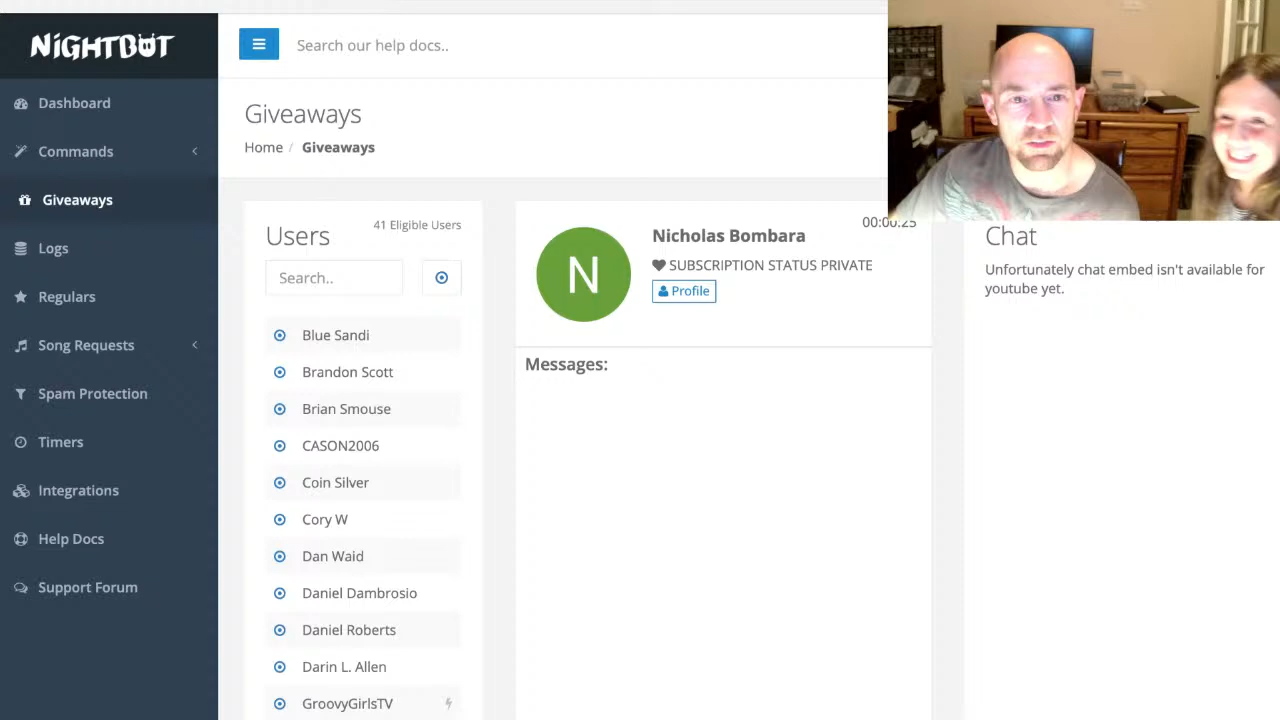 NiGHTBOT
Search our help docs..
Dashboard
Commands
Giveaways
Logs
Regulars
Song Requests
Spam Protection
Timers
Integrations
Help Docs
Support Forum
Giveaways
Home / Giveaways
Users
41 Eligible Users
Search..
Blue Sandi
Brandon Scott
Brian Smouse
CASON2006
Coin Silver
Cory W
Dan Waid
Daniel Dambrosio
Daniel Roberts
Darin L. Allen
GroovyGirlsTV
N
Nicholas Bombara
SUBSCRIPTION STATUS PRIVATE
Profile
00:00:25
Messages:
Chat
Unfortunately chat embed isn't available for
youtube yet.